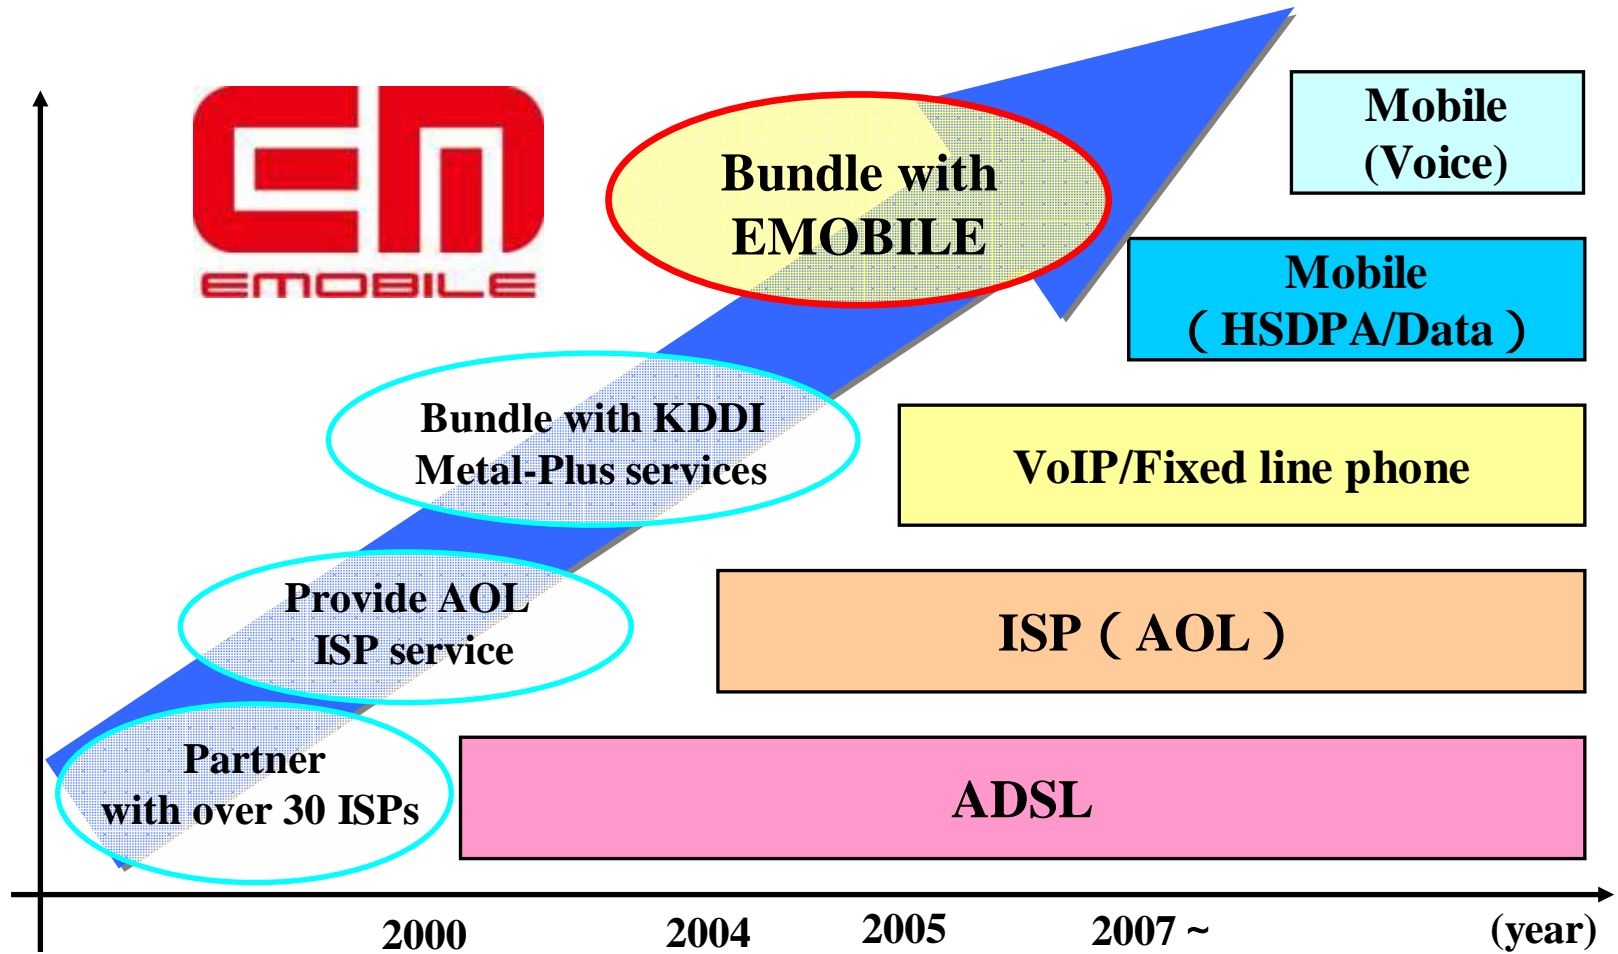 EMOBILE
Bundle with
EMOBILE
Mobile
(Voice)
Mobile
( HSDPA/Data )
Bundle with KDDI
Metal-Plus services
VoIP/Fixed line phone
Provide AOL
ISP service
ISP ( AOL )
Partner
with over 30 ISPs
ADSL
2000
2004
2005
2007 ~
(year)